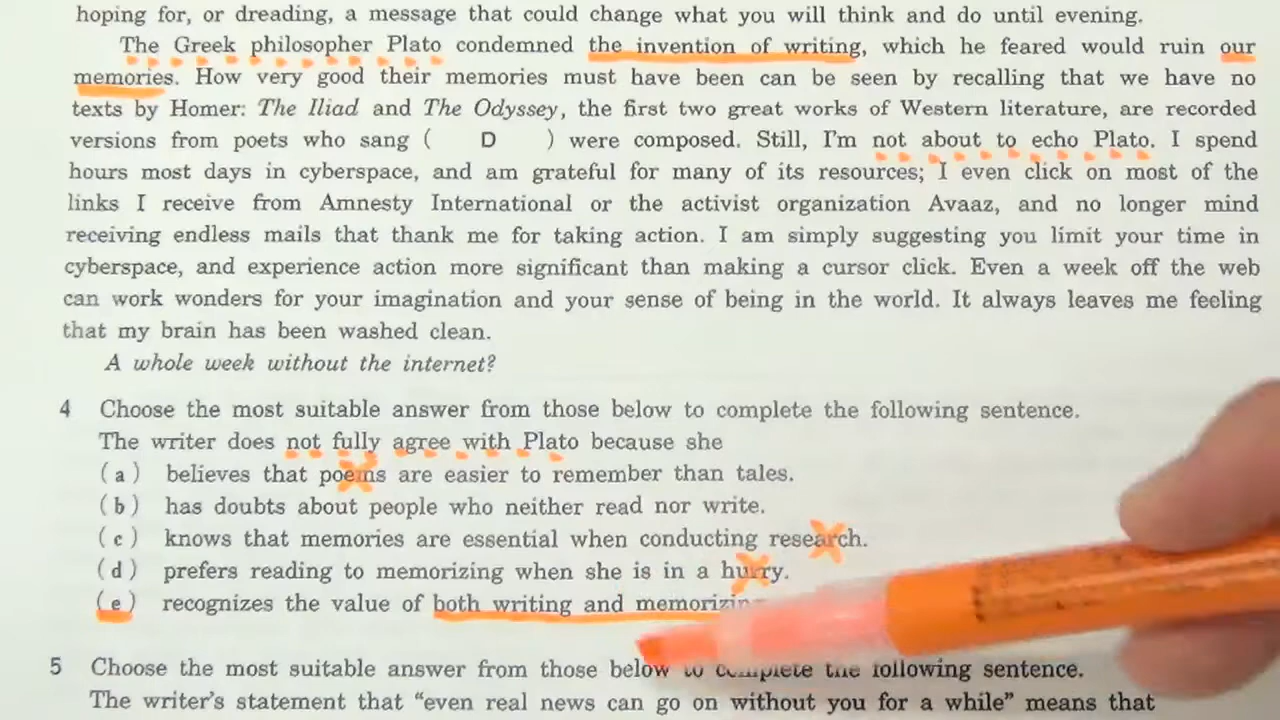 hoping for, or dreading, a message that could change what you will think and do until evening.
The Greek philosopher Plato condemned the invention of writing, which he feared would ruin our
memories. How very good their memories must have been can be seen by recalling that we have no
texts by Homer: The Iliad and The Odyssey, the first two great works of Western literature, are recorded
versions from poets who sang ( D ) were composed. Still, I'm not about to echo Plato. I spend
hours most days in cyberspace, and am grateful for many of its resources; I even click on most of the
links I receive from Amnesty International or the activist organization Avaaz, and no longer mind
receiving endless mails that thank me for taking action. I am simply suggesting you limit your time in
cyberspace, and experience action more significant than making a cursor click. Even a week off the web
can work wonders for your imagination and your sense of being in the world. It always leaves me feeling
that my brain has been washed clean.
A whole week without the internet?
4 Choose the most suitable answer from those below to complete the following sentence.
The writer does not fully agree with Plato because she
(a) believes that poems are easier to remember than tales.
(b) has doubts about people who neither read nor write.
(c) knows that memories are essential when conducting research.
(d) prefers reading to memorizing when she is in a hurry.
(e) recognizes the value of both writing and memorizing
5 Choose the most suitable answer from those below to complete the following sentence.
The writer's statement that "even real news can go on without you for a while" means that